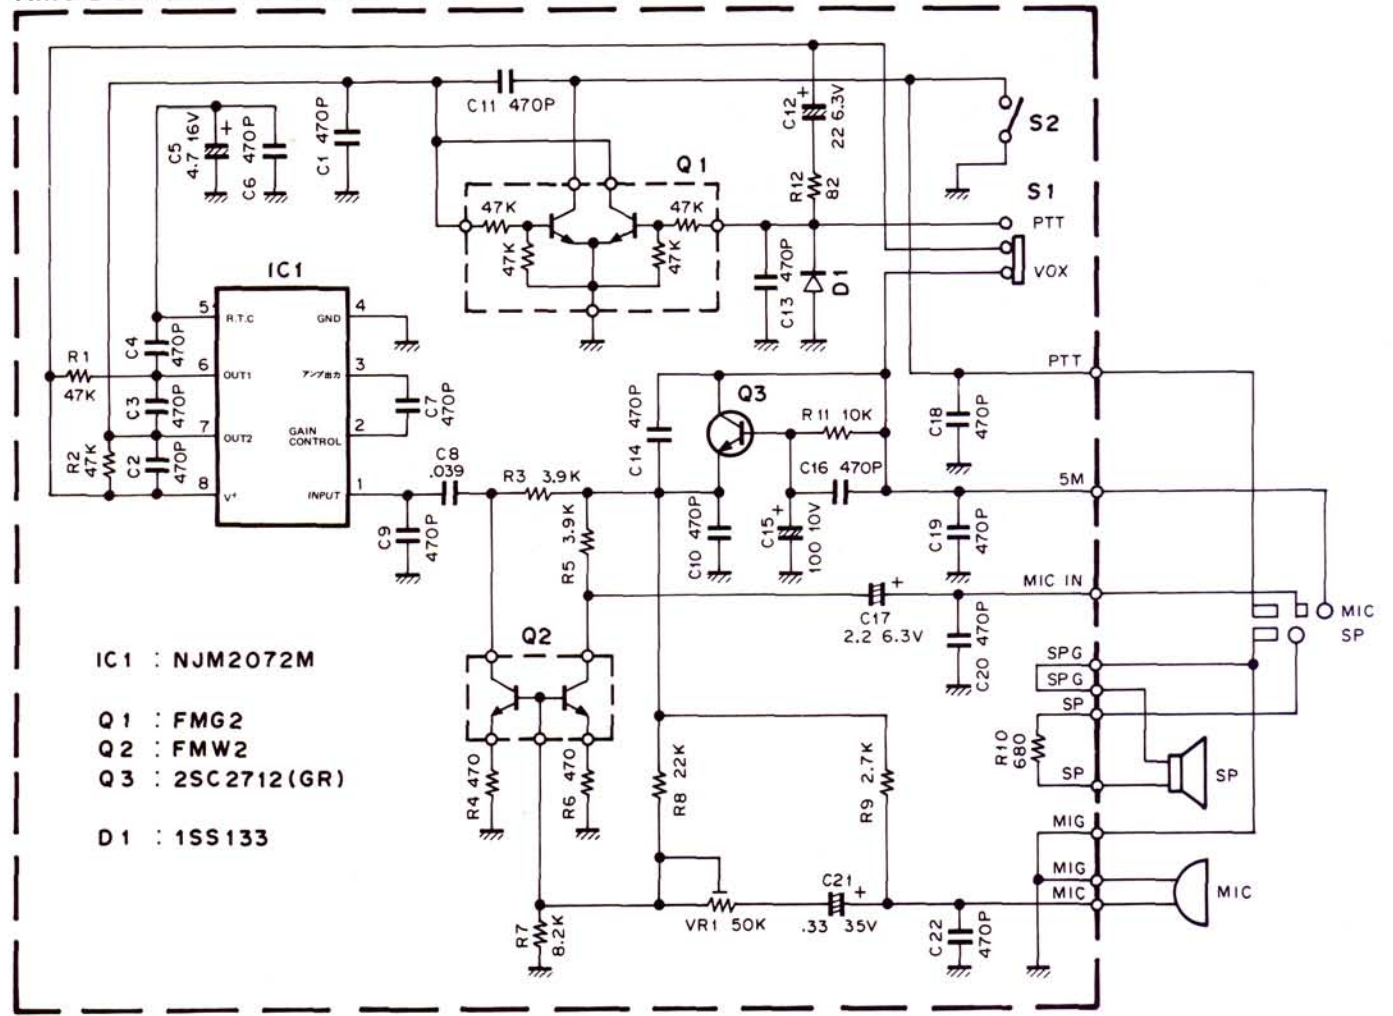 C11 470P
C12
22 6.3V
+
S2
C5
4.7 16V
+
C6 470P
C1 470P
Q1
R12
82
S1
47K
47K
PTT
47K
47K
C13 470P
D1
VOX
IC1
5
R.T.C
GND
4
C4
470P
R1
47K
6
OUT1
アンプ出力
3
C7
470P
PTT
Q3
C3
470P
7
OUT2
GAIN
CONTROL
2
R11 10K
C14 470P
C18
470P
R2
47K
C2
470P
C8
.039
R3 3.9K
C16 470P
8
V+
INPUT
1
5M
C9
470P
R5 3.9K
C10 470P
C15
100 10V
+
C19
470P
MIC IN
+
C17
2.2 6.3V
C20 470P
MIC
SP
Q2
SPG
SPG
SP
IC1 : NJM2072M
Q1 : FMG2
Q2 : FMW2
Q3 : 2SC2712(GR)
D1 : 1SS133
R4 470
R6 470
R8 22K
R9 2.7K
R10
680
SP
SP
MIG
MIG
MIC
MIC
C21
+
VR1 50K
.33 35V
R7
8.2K
C22
470P